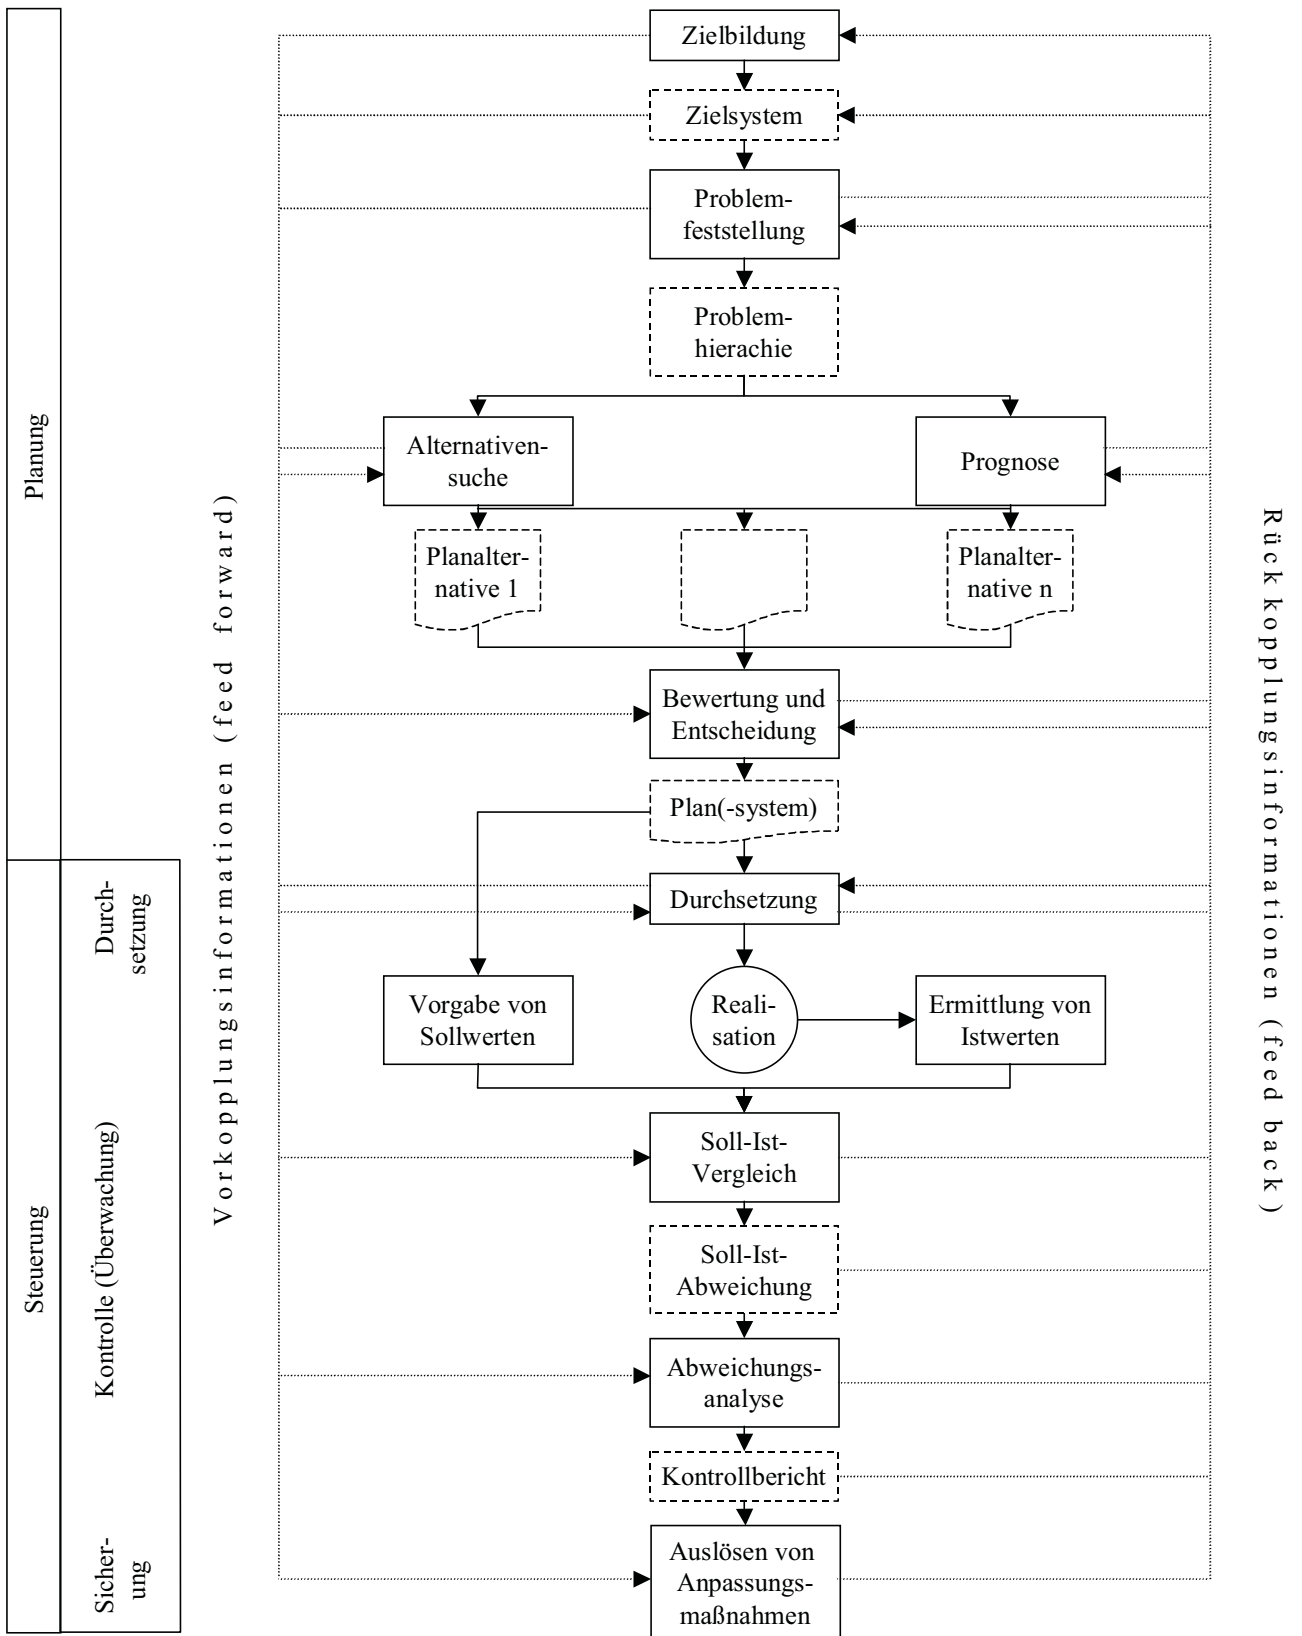 Zielbildung
Zielsystem
Problem-
feststellung
Problem-
hierachie
Alternativen-
suche
Prognose
Planalter-
native 1
Planalter-
native n
Bewertung und
Entscheidung
Plan(-system)
Durchsetzung
Vorgabe von
Sollwerten
Reali-
sation
Ermittlung von
Istwerten
Soll-Ist-
Vergleich
Soll-Ist-
Abweichung
Abweichungs-
analyse
Kontrollbericht
Auslösen von
Anpassungs-
maßnahmen
Planung
Steuerung
Durch-
setzung
Kontrolle (Überwachung)
Sicher-
ung
Vorkopplungsinformationen (feed forward)
Rückkopplungsinformationen (feed back)